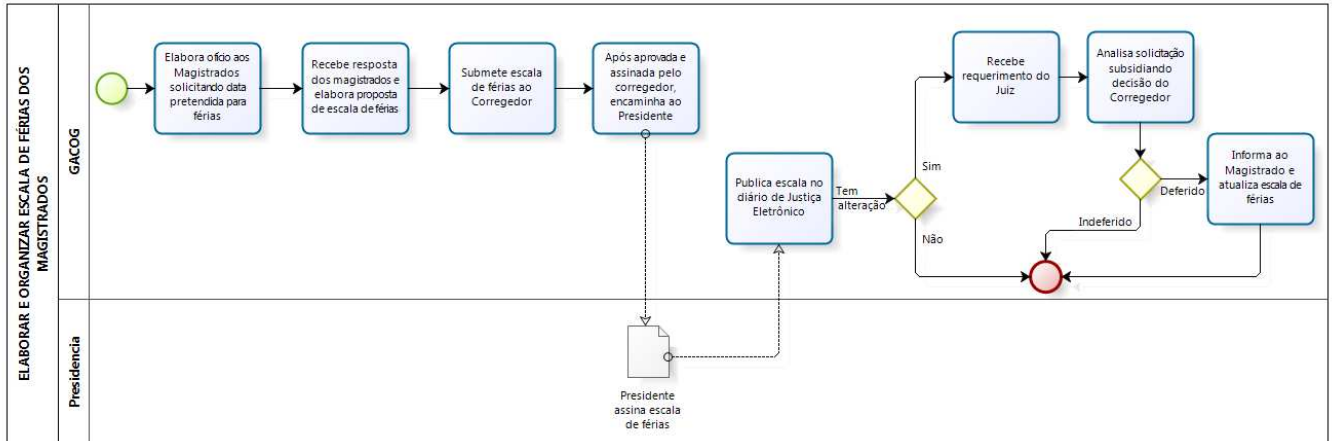 ELABORAR E ORGANIZAR ESCALA DE FÉRIAS DOS
MAGISTRADOS
GACOG
Elabora ofício aos
Magistrados
solicitando data
pretendida para
férias
Recebe resposta
dos magistrados e
elabora proposta
de escala de férias
Submete escala
de férias ao
Corregedor
Após aprovada e
assinada pelo
corregedor,
encaminha ao
Presidente
Publica escala no
diário de Justiça
Eletrônico
Tem
alteração
Sim
Não
Recebe
requerimento do
Juiz
Analisa solicitação
subsidiando
decisão do
Corregedor
Deferido
Indeferido
Informa ao
Magistrado e
atualiza escala de
férias
Presidencia
Presidente
assina escala
de férias